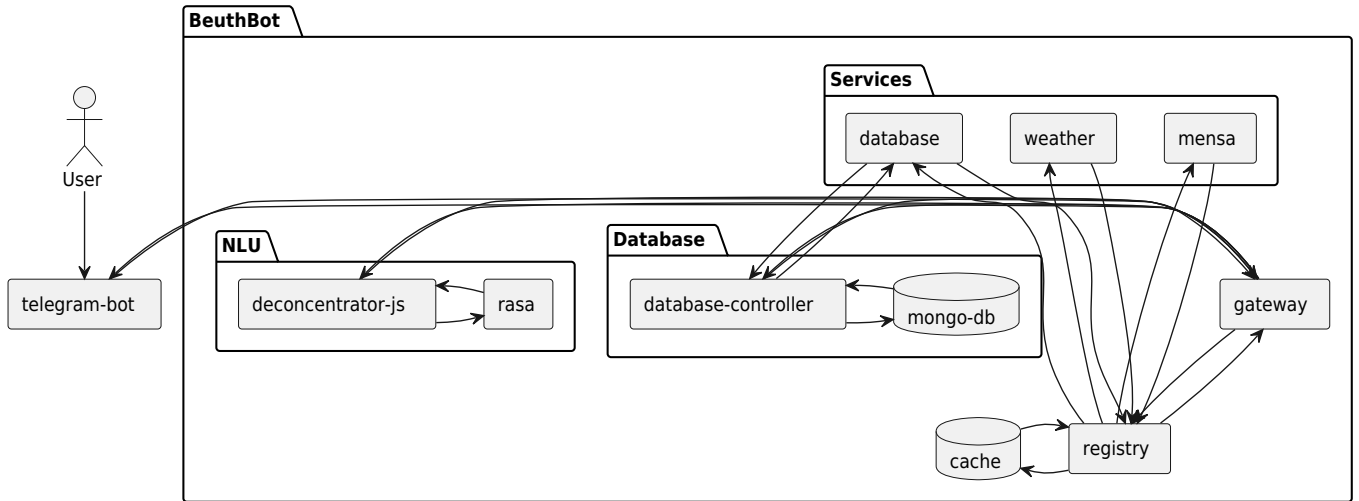 BeuthBot
Services
database
weather
mensa
User
NLU
Database
telegram-bot
deconcentrator-js
rasa
database-controller
mongo-db
gateway
cache
registry